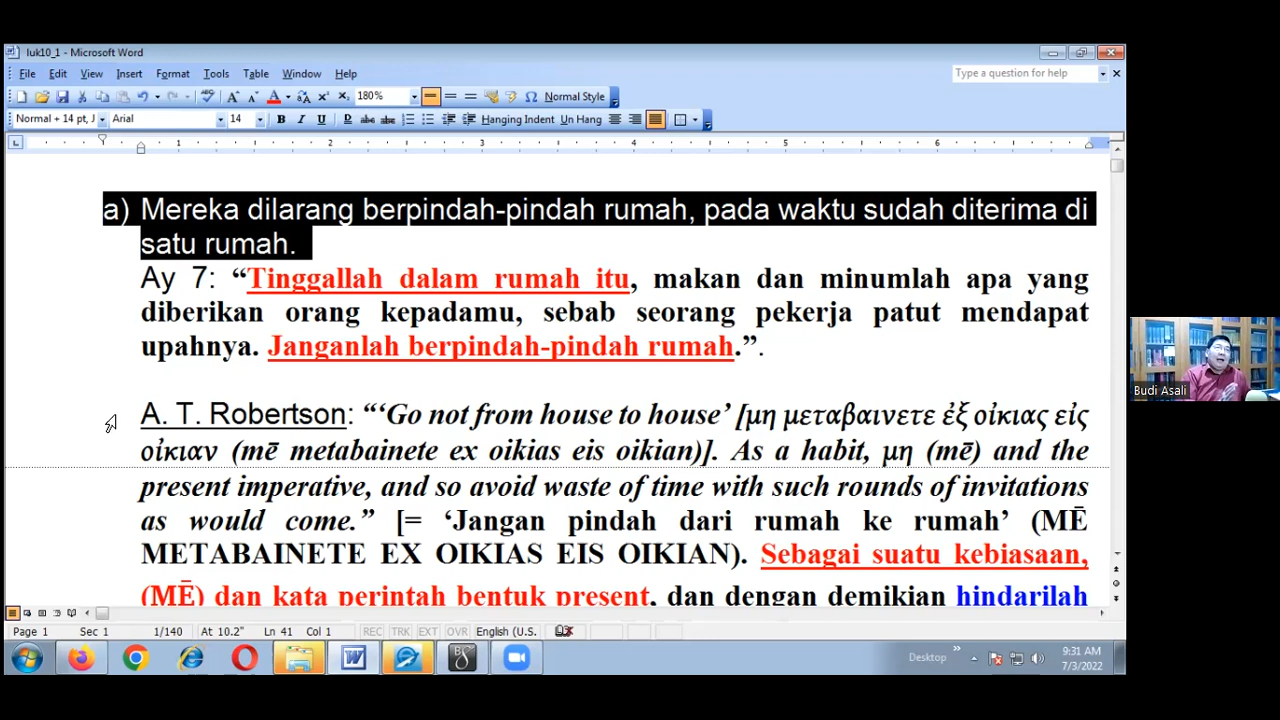 luk10_1 - Microsoft Word
File Edit View Insert Format Tools Table Window Help
Type a question for help
180%
Normal Style
Normal + 14 pt, J
Arial
14
B I U
Hanging Indent Un Hang
1 2 3 4 5 6
a) Mereka dilarang berpindah-pindah rumah, pada waktu sudah diterima di
satu rumah.
Ay 7: “Tinggallah dalam rumah itu, makan dan minumlah apa yang
diberikan orang kepadamu, sebab seorang pekerja patut mendapat
upahnya. Janganlah berpindah-pindah rumah.”.
A. T. Robertson: “‘Go not from house to house’ [μη μεταβαινετε ἐξ οἰκιας εἰς
οἰκιαν (mē metabainete ex oikias eis oikian)]. As a habit, μη (mē) and the
present imperative, and so avoid waste of time with such rounds of invitations
as would come.” [= ‘Jangan pindah dari rumah ke rumah’ (MĒ
METABAINETE EX OIKIAS EIS OIKIAN). Sebagai suatu kebiasaan,
(MĒ) dan kata perintah bentuk present, dan dengan demikian hindarilah
Budi Asali
Page 1 Sec 1 1/140 At 10.2" Ln 41 Col 1 REC TRK EXT OVR English (U.S.
Desktop
9:31 AM
7/3/2022